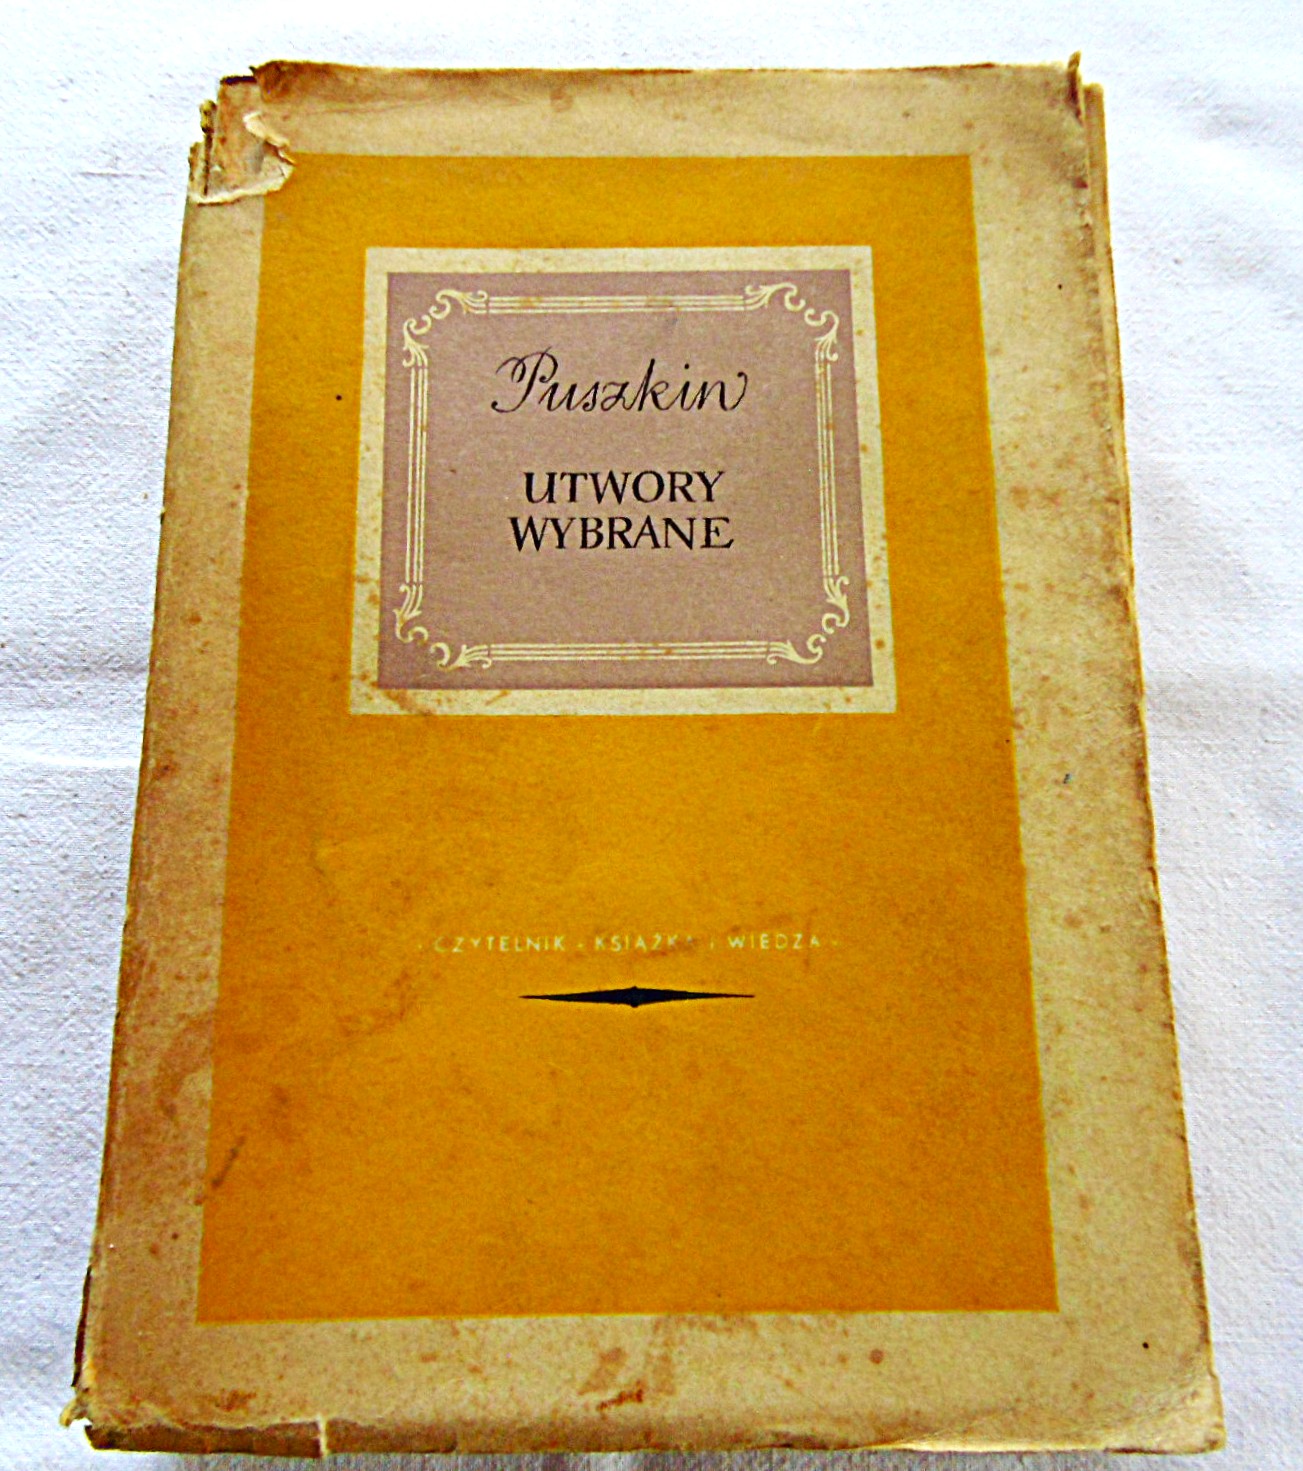 Puszkin
UTWORY
WYBRANE
· CZYTELNIK · KSIĄŻKA I WIEDZA ·